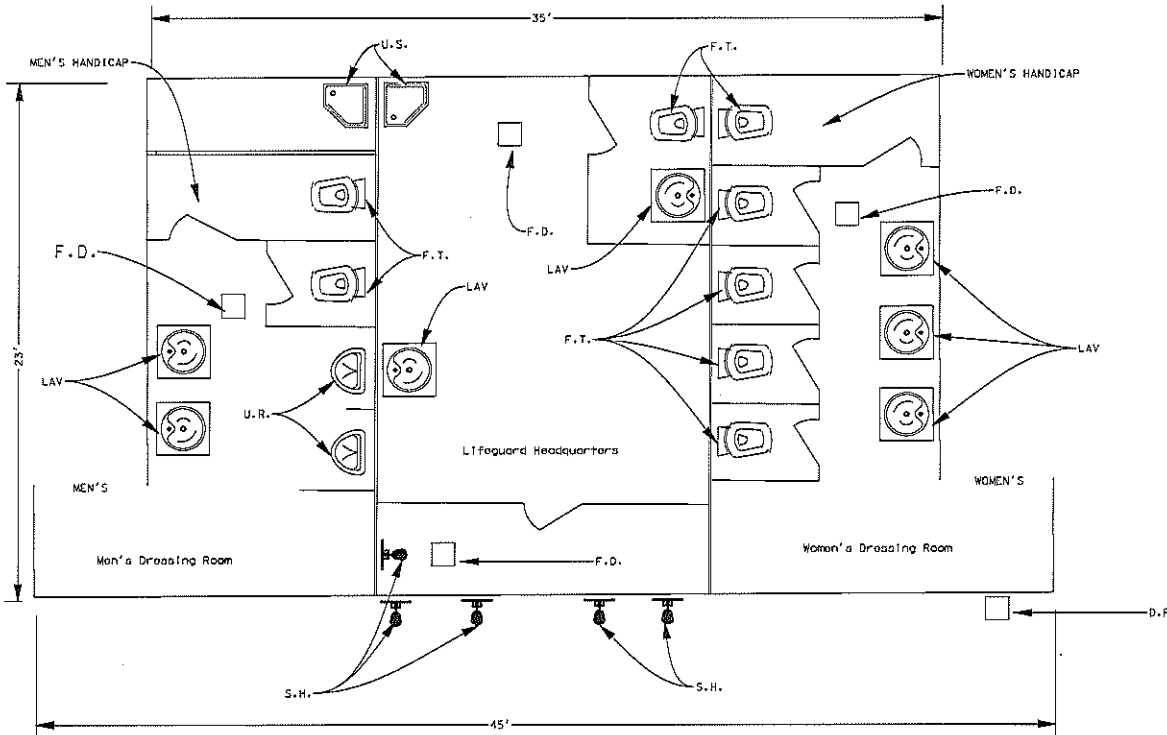 35'
U.S.
F.T.
MEN'S HANDICAP
WOMEN'S HANDICAP
F.D.
F.D.
F.D.
F.T.
LAV
LAV
23'
F.T.
LAV
LAV
U.R.
Lifeguard Headquarters
MEN'S
WOMEN'S
Men's Dressing Room
Women's Dressing Room
F.D.
D.F
S.H.
S.H.
45'